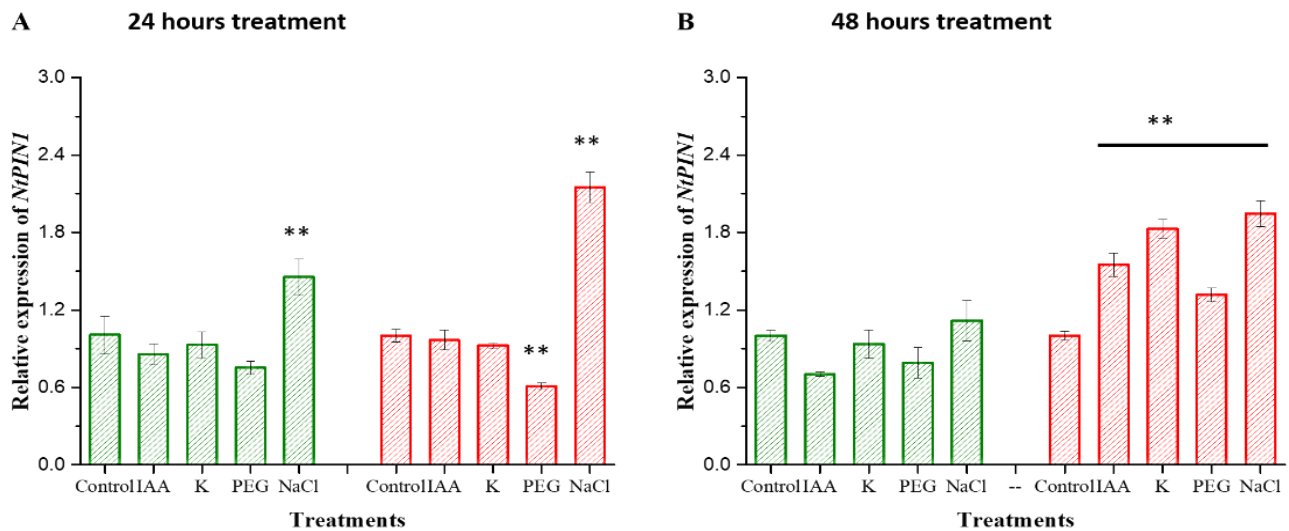 A 24 hours treatment
Relative expression of NtPIN1
3.0
2.4
1.8
1.2
0.6
0.0
**
**
**
Control IAA K PEG NaCl Control IAA K PEG NaCl
Treatments
B 48 hours treatment
Relative expression of NtPIN1
3.0
2.4
1.8
1.2
0.6
0.0
**
Control IAA K PEG NaCl -- Control IAA K PEG NaCl
Treatments